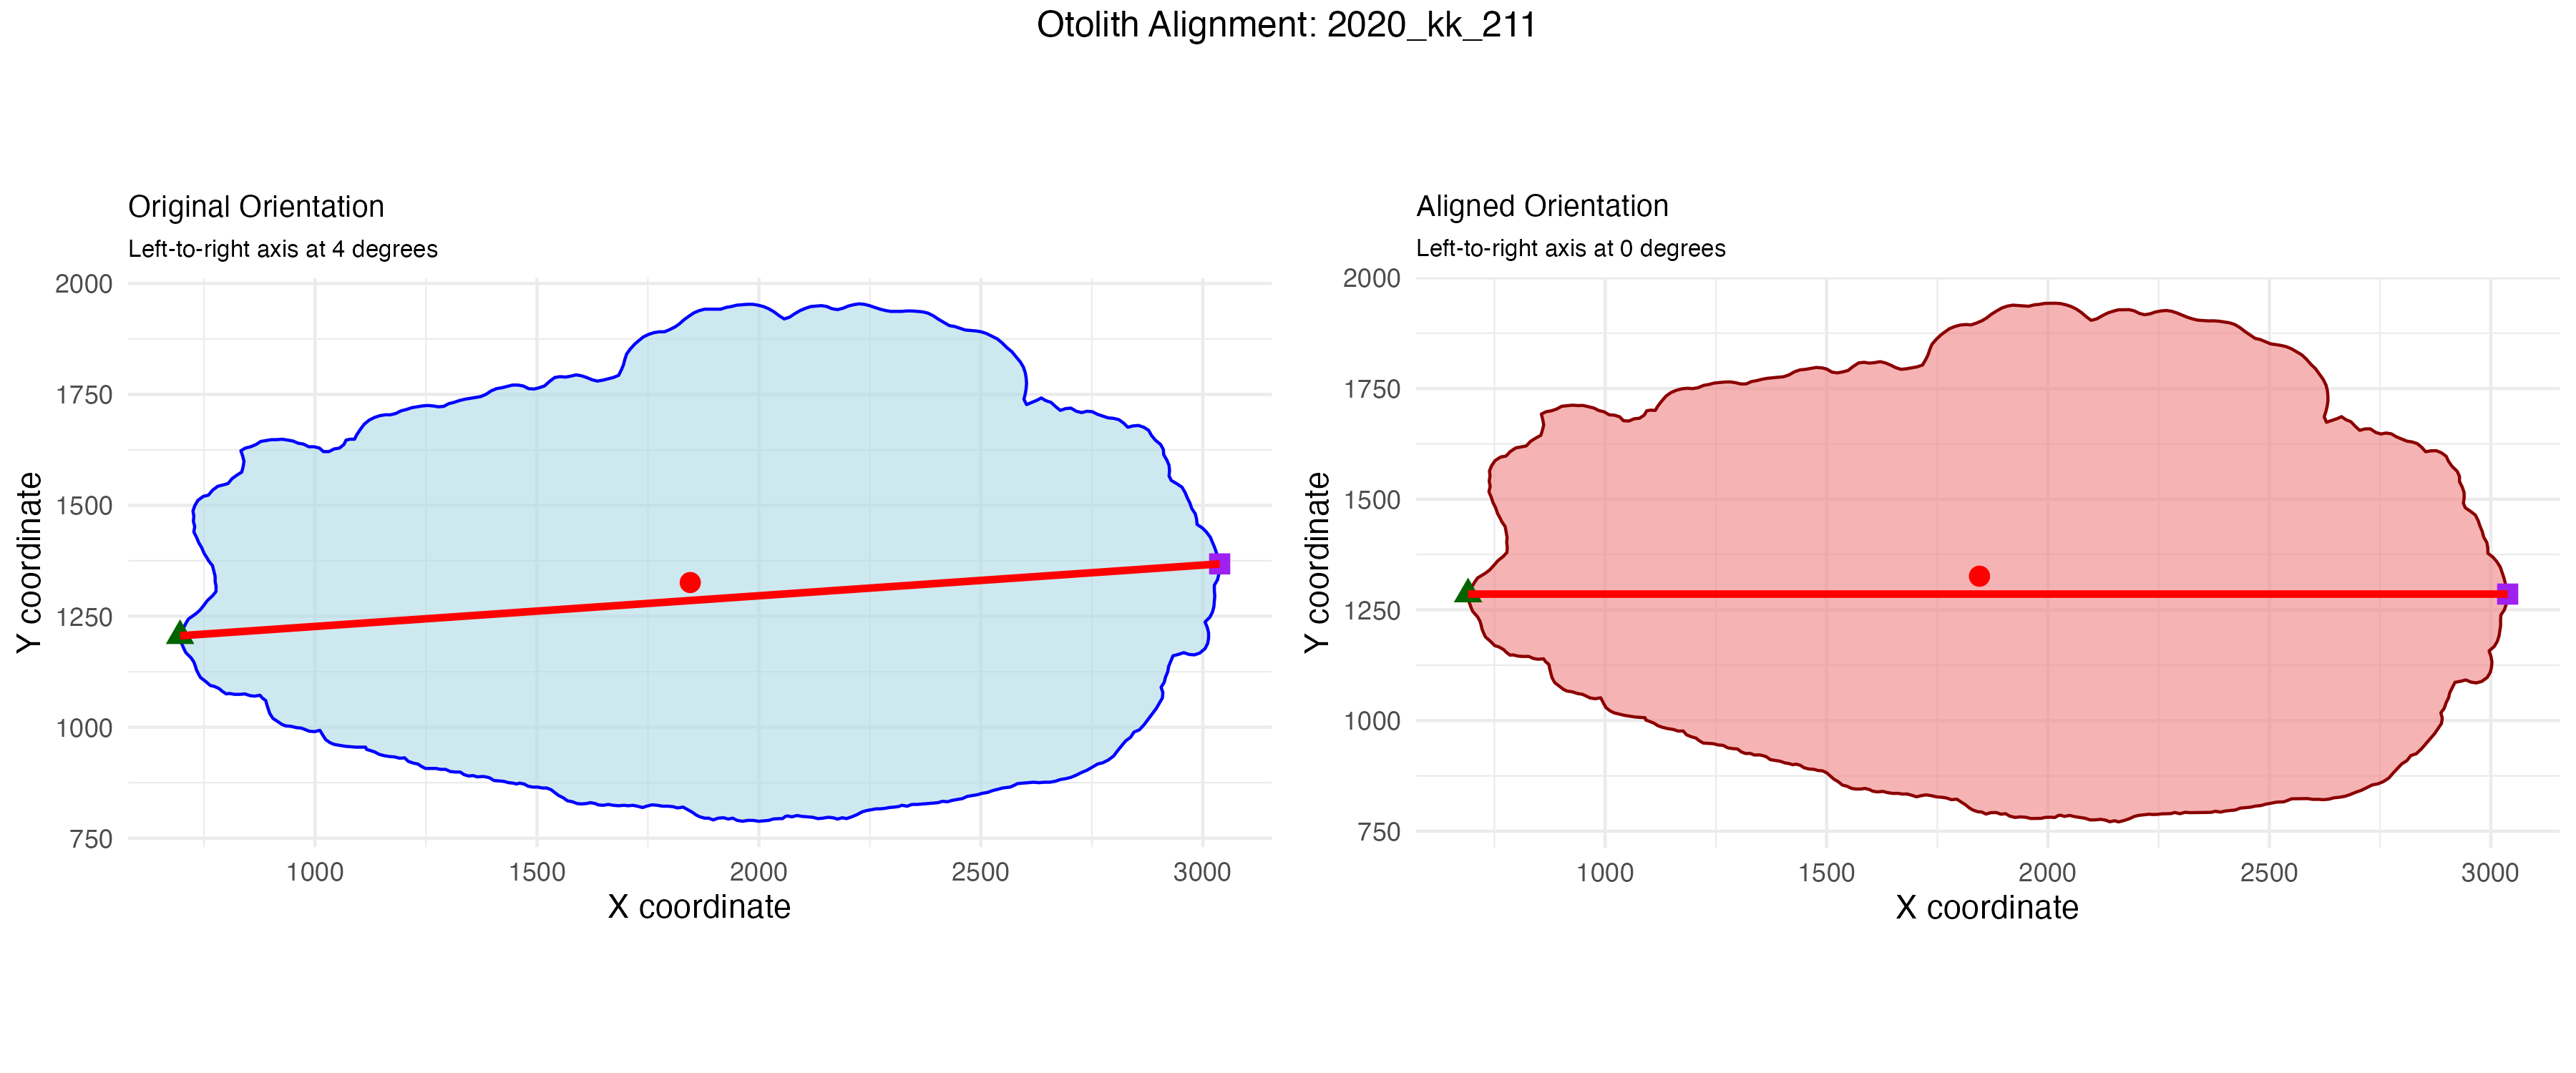 Otolith Alignment: 2020_kk_211
Original Orientation
Left-to-right axis at 4 degrees
2000
1750
1500
1250
1000
750
Y coordinate
1000 1500 2000 2500 3000
X coordinate
Aligned Orientation
Left-to-right axis at 0 degrees
2000
1750
1500
1250
1000
750
Y coordinate
1000 1500 2000 2500 3000
X coordinate